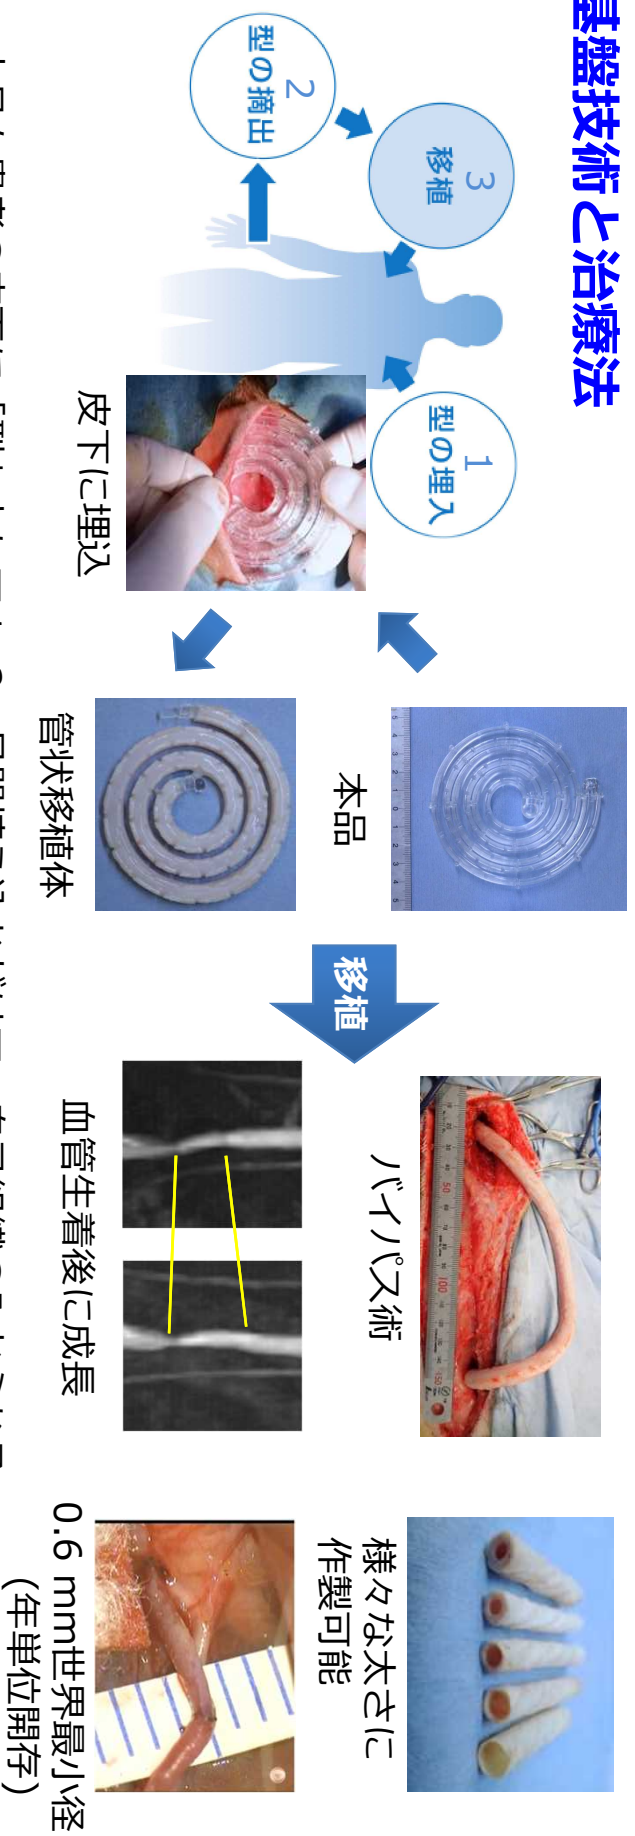 基盤技術と治療法
1
型の埋入
2
型の摘出
3
移植
皮下に埋込
本品
管状移植体
移植
バイパス術
血管生着後に成長
様々な太さに
作製可能
0.6 mm世界最小径
(年単位開存)